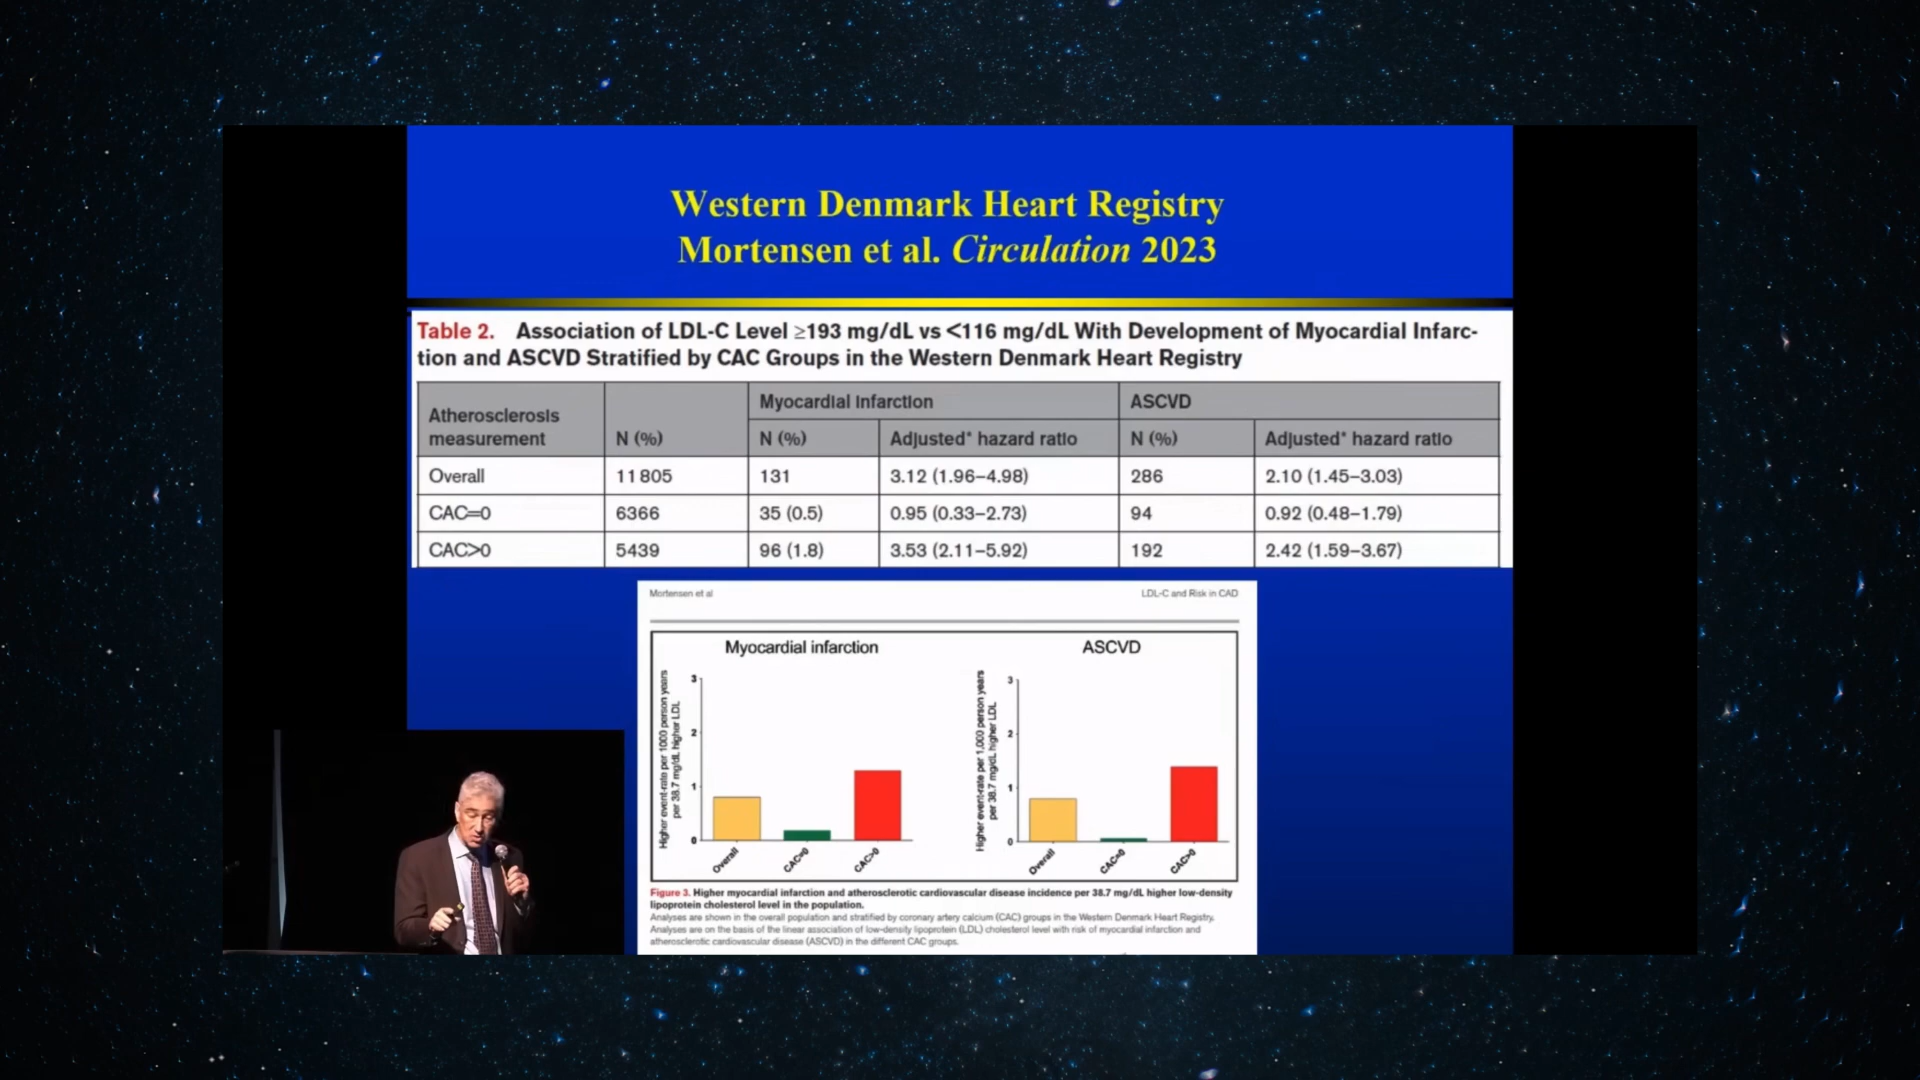 Western Denmark Heart Registry
Mortensen et al. Circulation 2023
Table 2. Association of LDL-C Level ≥193 mg/dL vs <116 mg/dL With Development of Myocardial Infarc-
tion and ASCVD Stratified by CAC Groups in the Western Denmark Heart Registry
Atherosclerosis measurement N (%) Myocardial infarction ASCVD
N (%) Adjusted* hazard ratio N (%) Adjusted* hazard ratio
Overall 11 805 131 3.12 (1.96–4.98) 286 2.10 (1.45–3.03)
CAC=0 6366 35 (0.5) 0.95 (0.33–2.73) 94 0.92 (0.48–1.79)
CAC>0 5439 96 (1.8) 3.53 (2.11–5.92) 192 2.42 (1.59–3.67)
Mortensen et al LDL-C and Risk in CAD
Myocardial infarction
Higher event-rate per 1000 person years
per 38.7 mg/dL higher LDL
3
2
1
0
Overall CAC=0 CAC>0
ASCVD
Higher event-rate per 1,000 person years
per 38.7 mg/dL higher LDL
3
2
1
0
Overall CAC=0 CAC>0
Figure 3. Higher myocardial infarction and atherosclerotic cardiovascular disease incidence per 38.7 mg/dL higher low-density
lipoprotein cholesterol level in the population.
Analyses are shown in the overall population and stratified by coronary artery calcium (CAC) groups in the Western Denmark Heart Registry.
Analyses are on the basis of the linear association of low-density lipoprotein (LDL) cholesterol level with risk of myocardial infarction and
atherosclerotic cardiovascular disease (ASCVD) in the different CAC groups.